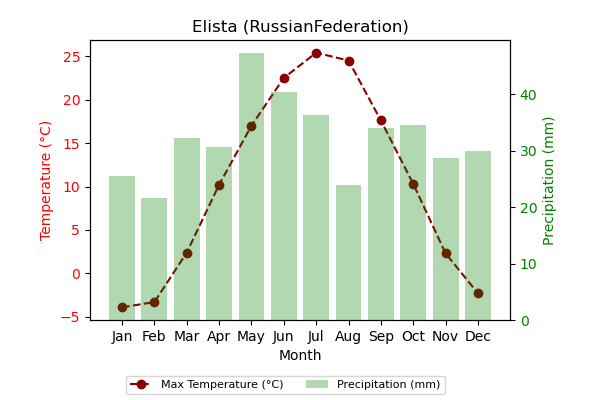 Elista (RussianFederation)
Temperature (°C)
25
20
15
10
5
0
−5
40
30
20
10
0
Precipitation (mm)
Jan Feb Mar Apr May Jun Jul Aug Sep Oct Nov Dec
Month
Max Temperature (°C) Precipitation (mm)